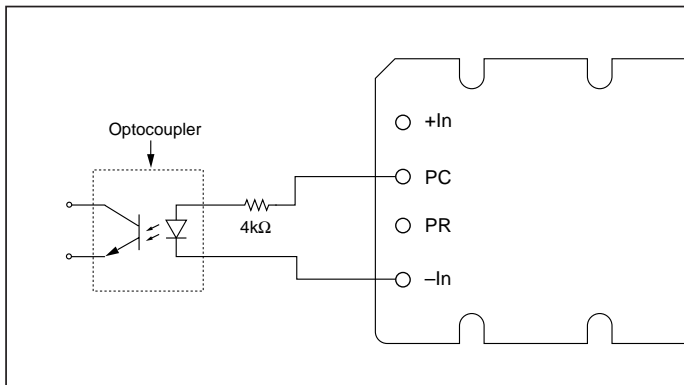 Optocoupler
4kΩ
+In
PC
PR
–In